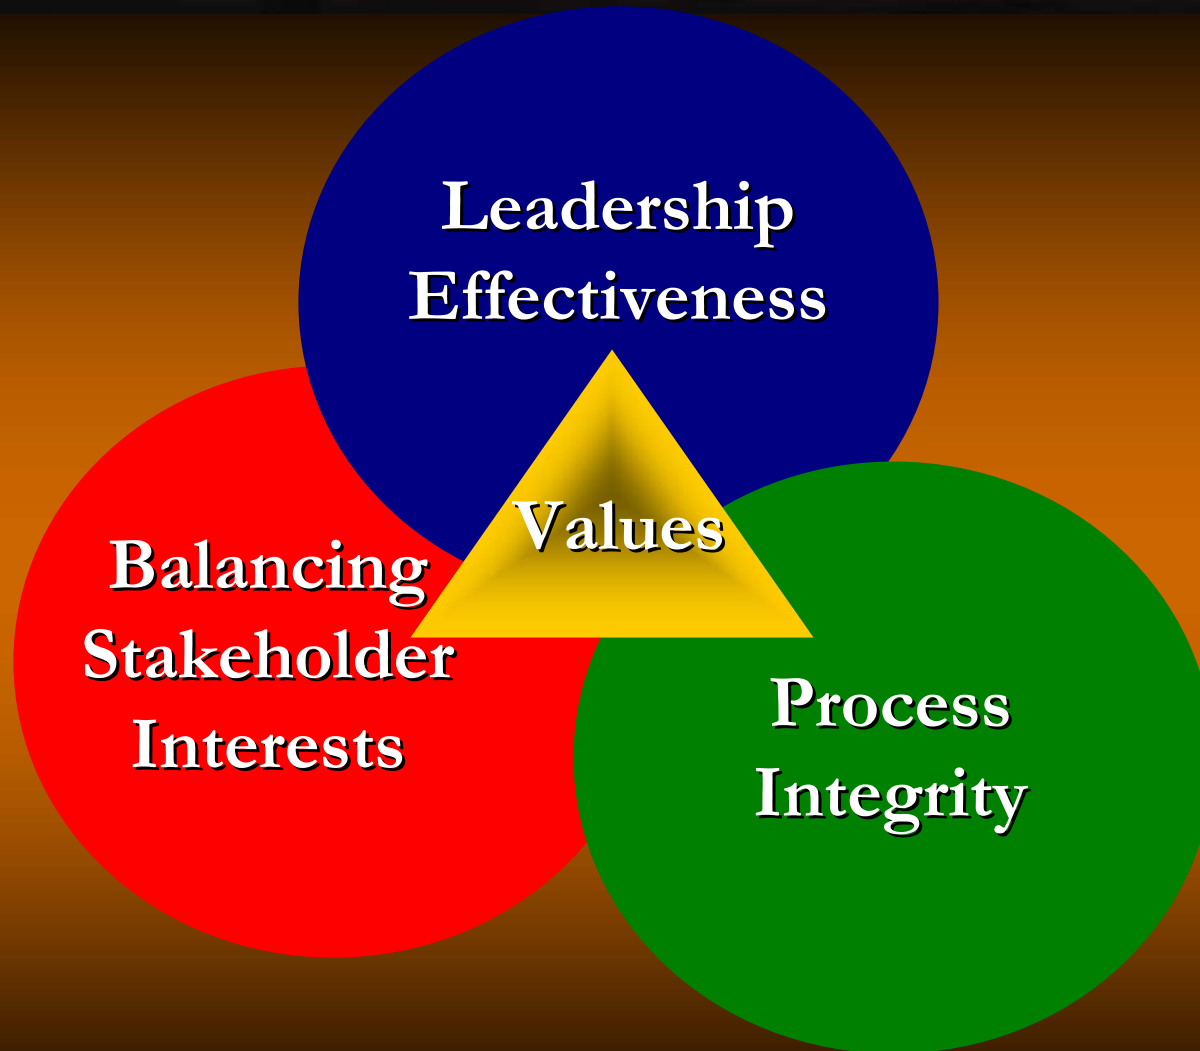 Leadership
Effectiveness
Values
Balancing
Stakeholder
Interests
Process
Integrity